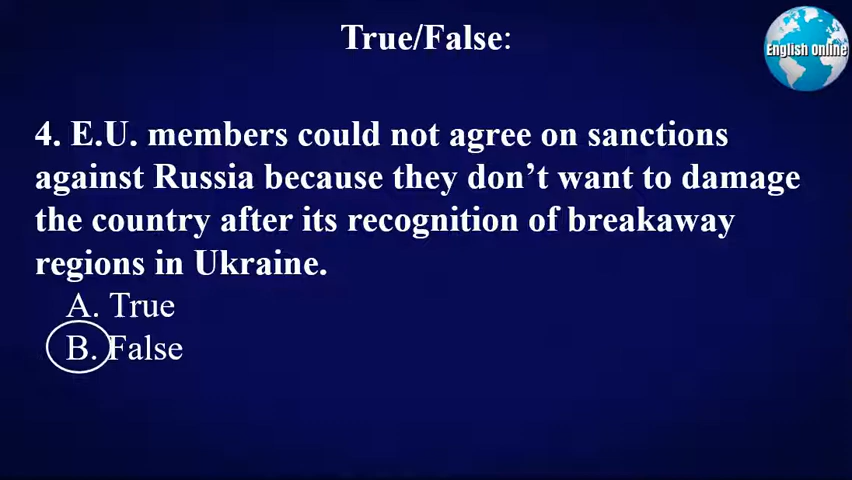 True/False:
English Online
4. E.U. members could not agree on sanctions
against Russia because they don't want to damage
the country after its recognition of breakaway
regions in Ukraine.
A. True
B. False